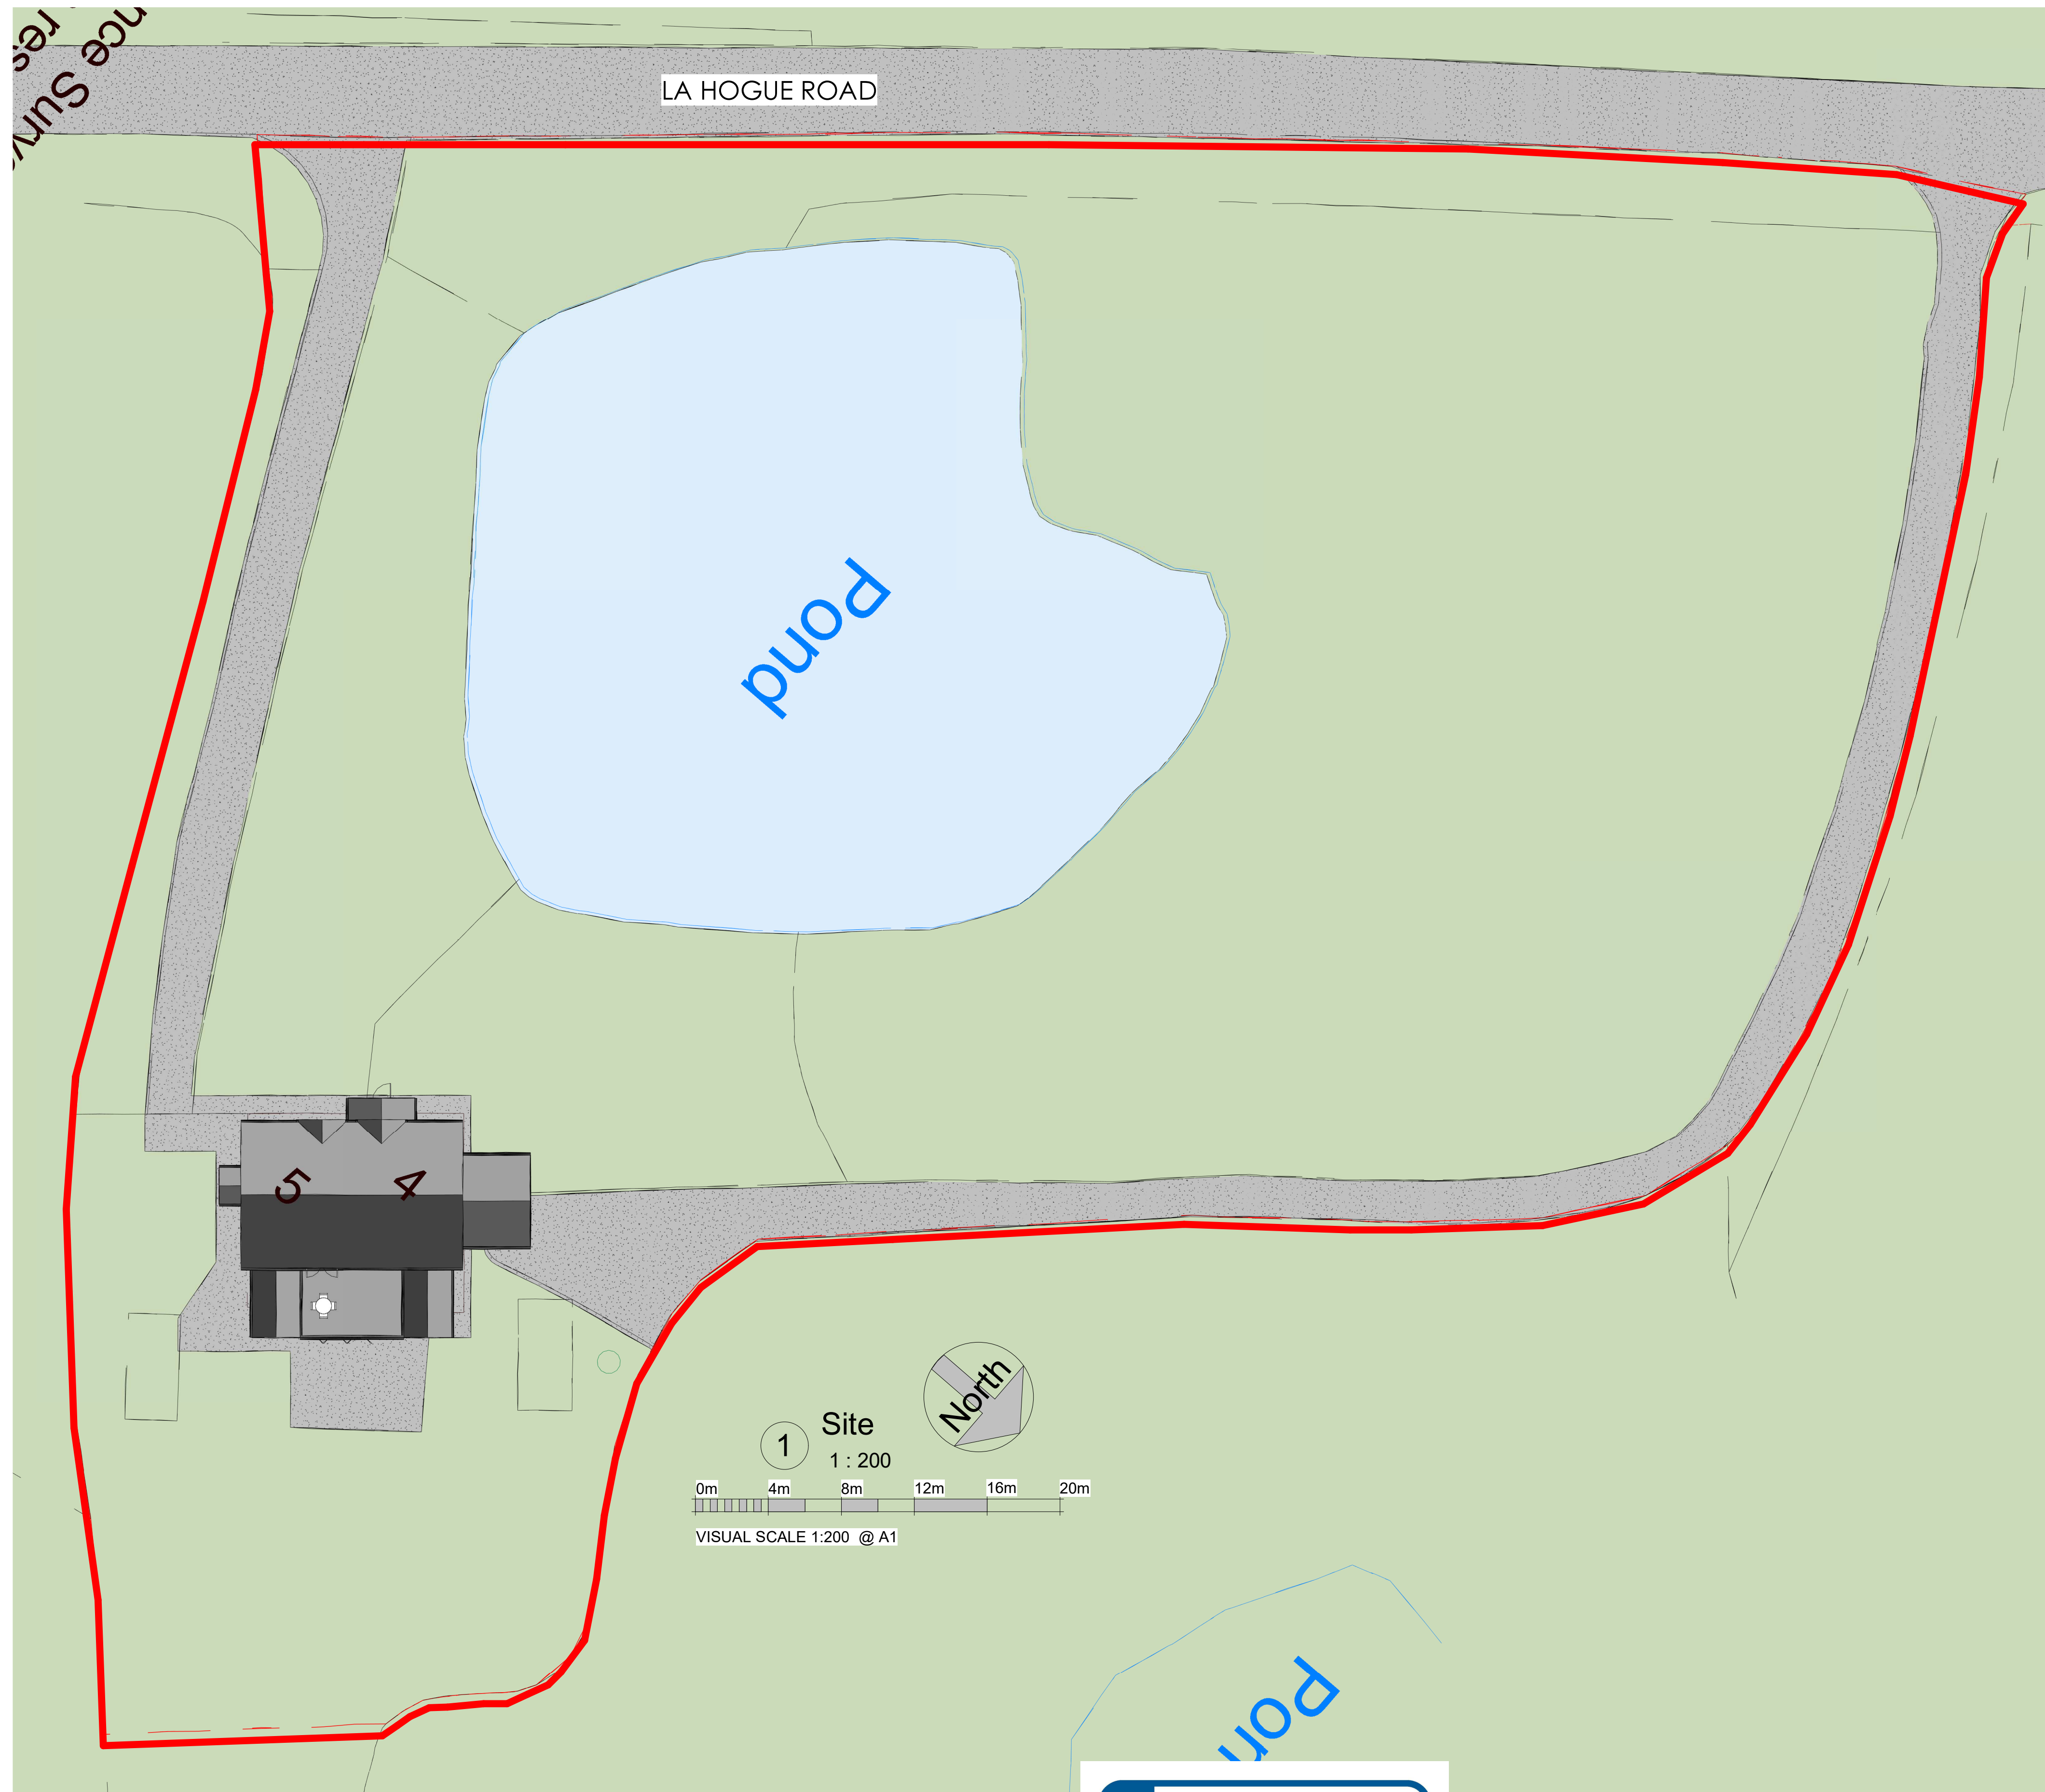 LA HOGUE ROAD
Pond
5
4
North
1
Site
1 : 200
0m 4m 8m 12m 16m 20m
VISUAL SCALE 1:200 @ A1